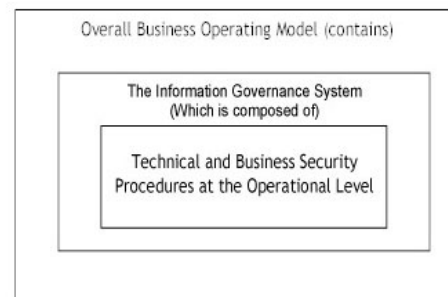 Overall Business Operating Model (contains)
The Information Governance System
(Which is composed of)
Technical and Business Security
Procedures at the Operational Level